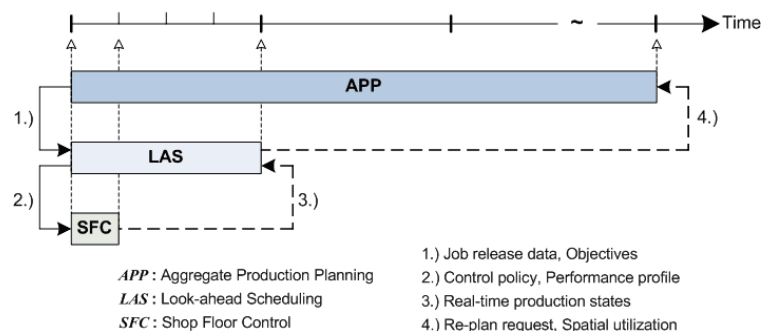 ~
Time
APP
1.)
4.)
LAS
2.)
3.)
SFC
APP : Aggregate Production Planning
LAS : Look-ahead Scheduling
SFC : Shop Floor Control
1.) Job release data, Objectives
2.) Control policy, Performance profile
3.) Real-time production states
4.) Re-plan request, Spatial utilization